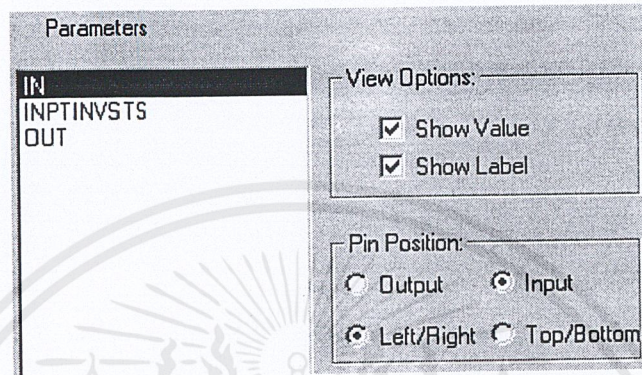 Parameters
IN
INPTINVSTS
OUT
View Options:
Show Value
Show Label
Pin Position:
Output
Input
Left/Right
Top/Bottom